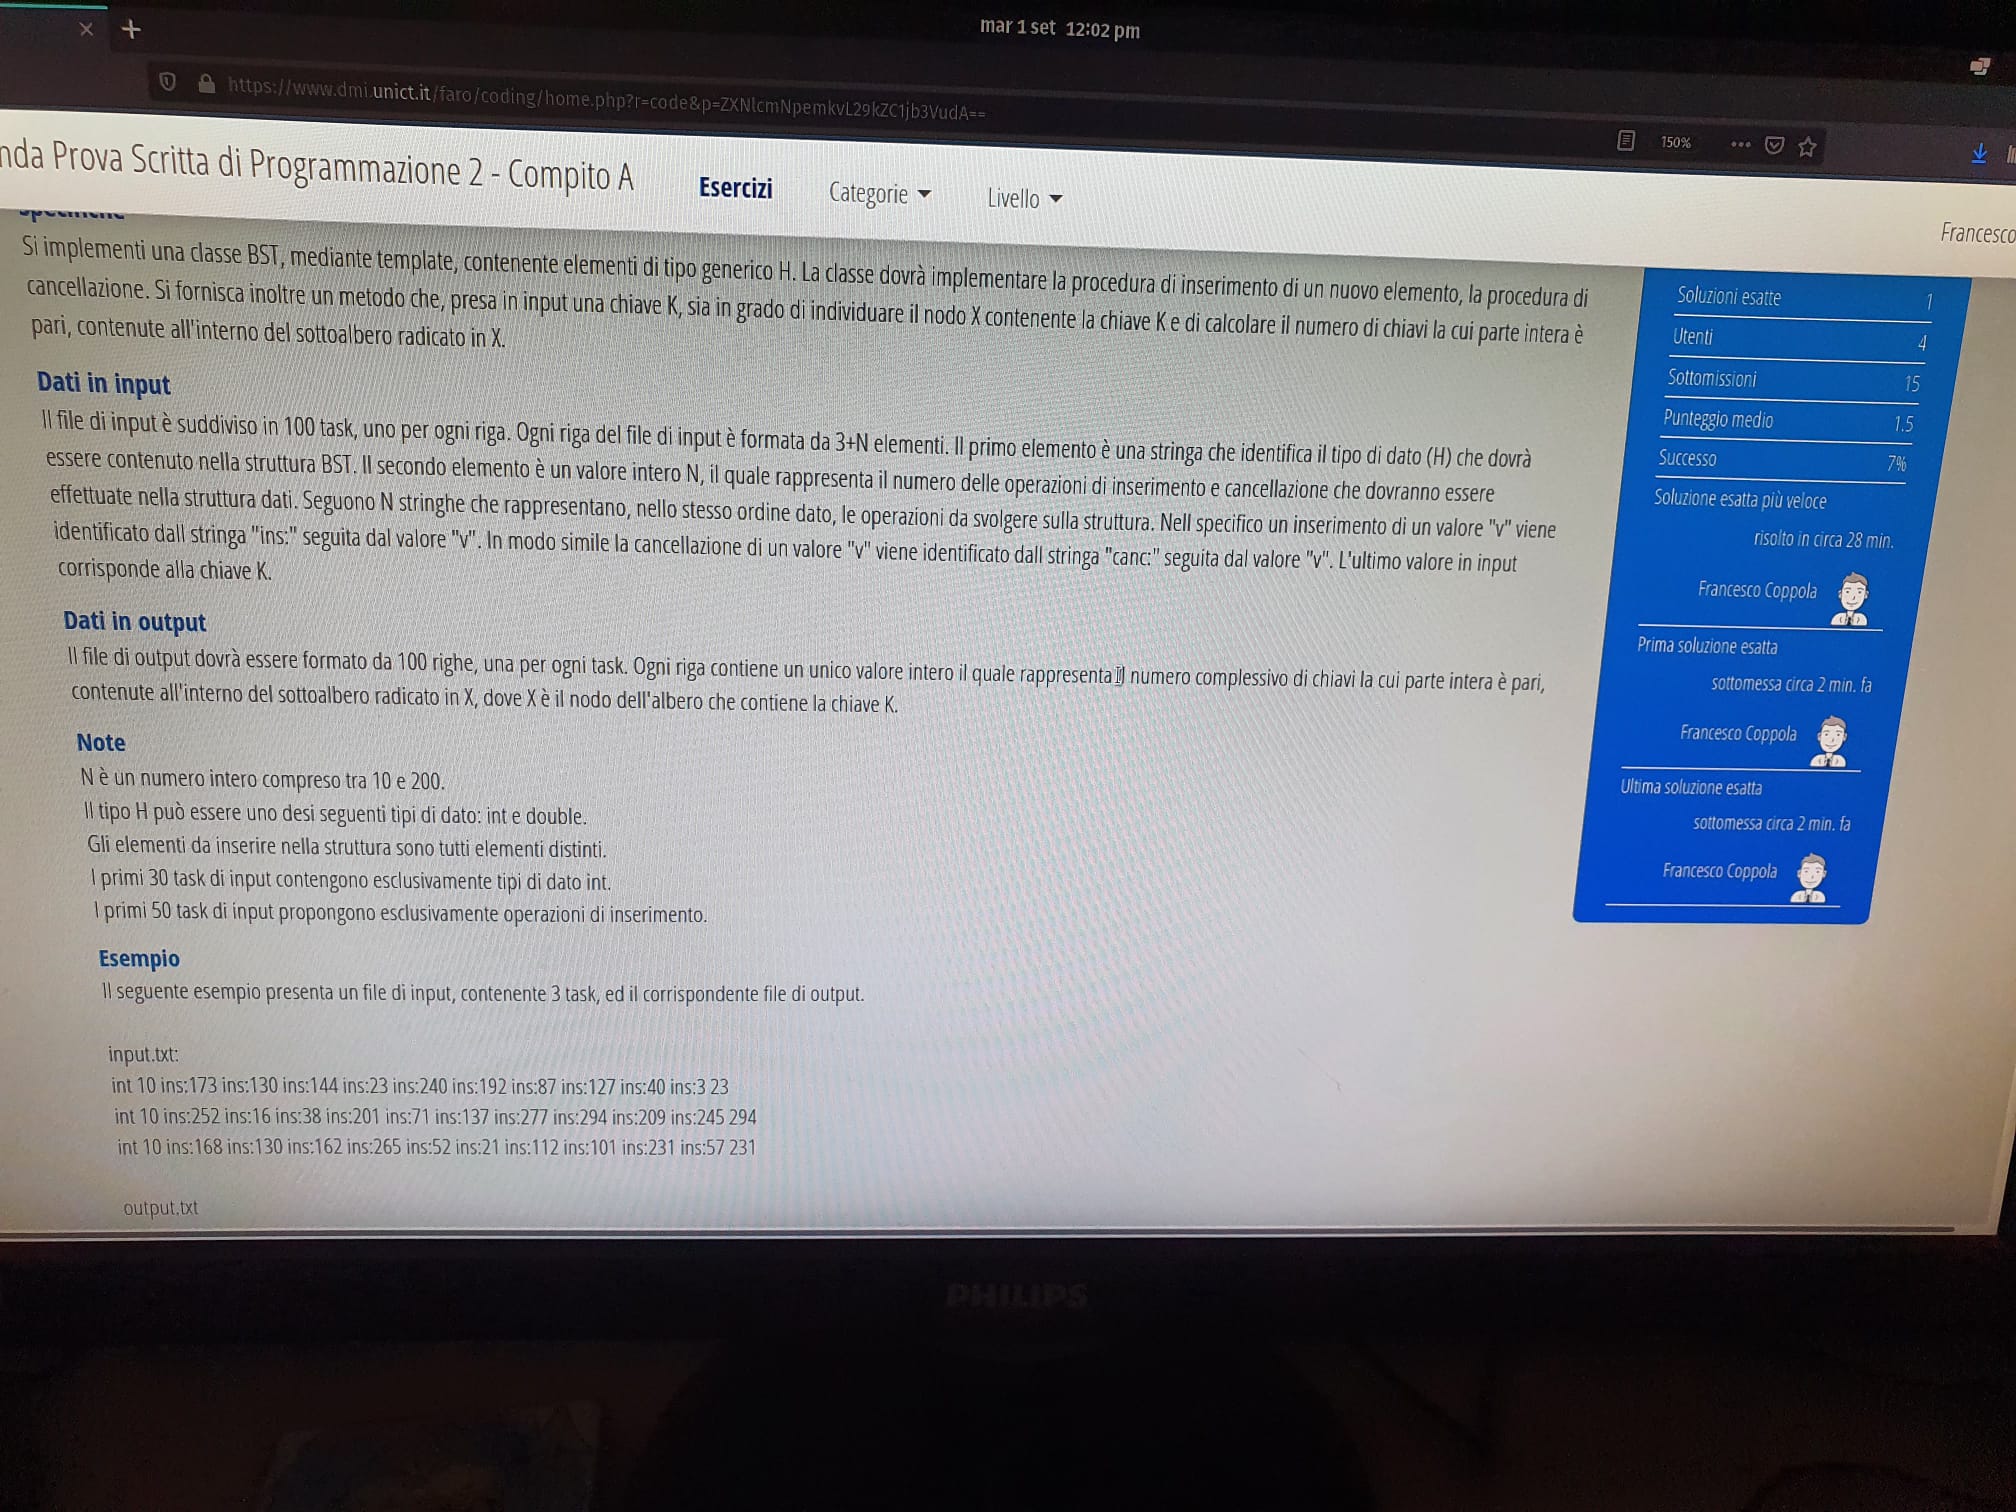 mar 1 set 12:02 pm
https://www.dmi.unict.it/faro/coding/home.php?r=code&p=ZXNlcmNpemkvL29kZC1jb3VudA==
150%
nda Prova Scritta di Programmazione 2 - Compito A
Esercizi
Categorie
Livello
Francesco
Specifiche
Si implementi una classe BST, mediante template, contenente elementi di tipo generico H. La classe dovrà implementare la procedura di inserimento di un nuovo elemento, la procedura di
cancellazione. Si fornisca inoltre un metodo che, presa in input una chiave K, sia in grado di individuare il nodo X contenente la chiave K e di calcolare il numero di chiavi la cui parte intera è
pari, contenute all'interno del sottoalbero radicato in X.
Dati in input
Il file di input è suddiviso in 100 task, uno per ogni riga. Ogni riga del file di input è formata da 3+N elementi. Il primo elemento è una stringa che identifica il tipo di dato (H) che dovrà
essere contenuto nella struttura BST. Il secondo elemento è un valore intero N, il quale rappresenta il numero delle operazioni di inserimento e cancellazione che dovranno essere
effettuate nella struttura dati. Seguono N stringhe che rappresentano, nello stesso ordine dato, le operazioni da svolgere sulla struttura. Nell specifico un inserimento di un valore "v" viene
identificato dall stringa "ins:" seguita dal valore "v". In modo simile la cancellazione di un valore "v" viene identificato dall stringa "canc:" seguita dal valore "v". L'ultimo valore in input
corrisponde alla chiave K.
Dati in output
Il file di output dovrà essere formato da 100 righe, una per ogni task. Ogni riga contiene un unico valore intero il quale rappresenta il numero complessivo di chiavi la cui parte intera è pari,
contenute all'interno del sottoalbero radicato in X, dove X è il nodo dell'albero che contiene la chiave K.
Note
N è un numero intero compreso tra 10 e 200.
Il tipo H può essere uno desi seguenti tipi di dato: int e double.
Gli elementi da inserire nella struttura sono tutti elementi distinti.
I primi 30 task di input contengono esclusivamente tipi di dato int.
I primi 50 task di input propongono esclusivamente operazioni di inserimento.
Esempio
Il seguente esempio presenta un file di input, contenente 3 task, ed il corrispondente file di output.
input.txt:
int 10 ins:173 ins:130 ins:144 ins:23 ins:240 ins:192 ins:87 ins:127 ins:40 ins:3 23
int 10 ins:252 ins:16 ins:38 ins:201 ins:71 ins:137 ins:277 ins:294 ins:209 ins:245 294
int 10 ins:168 ins:130 ins:162 ins:265 ins:52 ins:21 ins:112 ins:101 ins:231 ins:57 231
output.txt
Soluzioni esatte 1
Utenti 4
Sottomissioni 15
Punteggio medio 1.5
Successo 7%
Soluzione esatta più veloce
risolto in circa 28 min.
Francesco Coppola
Prima soluzione esatta
sottomessa circa 2 min. fa
Francesco Coppola
Ultima soluzione esatta
sottomessa circa 2 min. fa
Francesco Coppola
PHILIPS